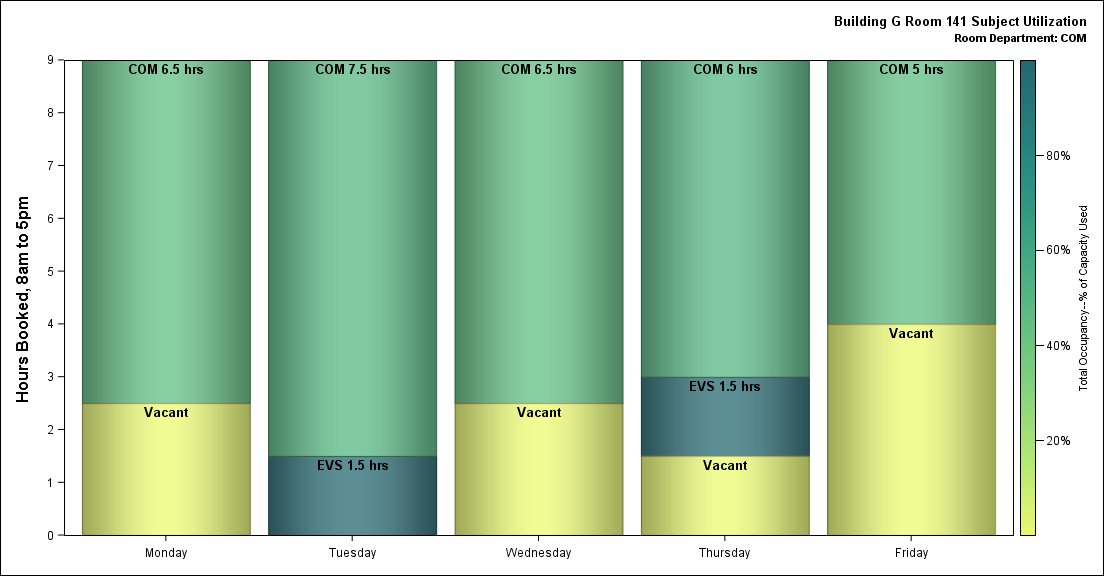 Building G Room 141 Subject Utilization
Room Department: COM
Hours Booked, 8am to 5pm
9
8
7
6
5
4
3
2
1
0
COM 6.5 hrs
Vacant
COM 7.5 hrs
EVS 1.5 hrs
COM 6.5 hrs
Vacant
COM 6 hrs
EVS 1.5 hrs
Vacant
COM 5 hrs
Vacant
Monday
Tuesday
Wednesday
Thursday
Friday
80%
60%
40%
20%
Total Occupancy--% of Capacity Used